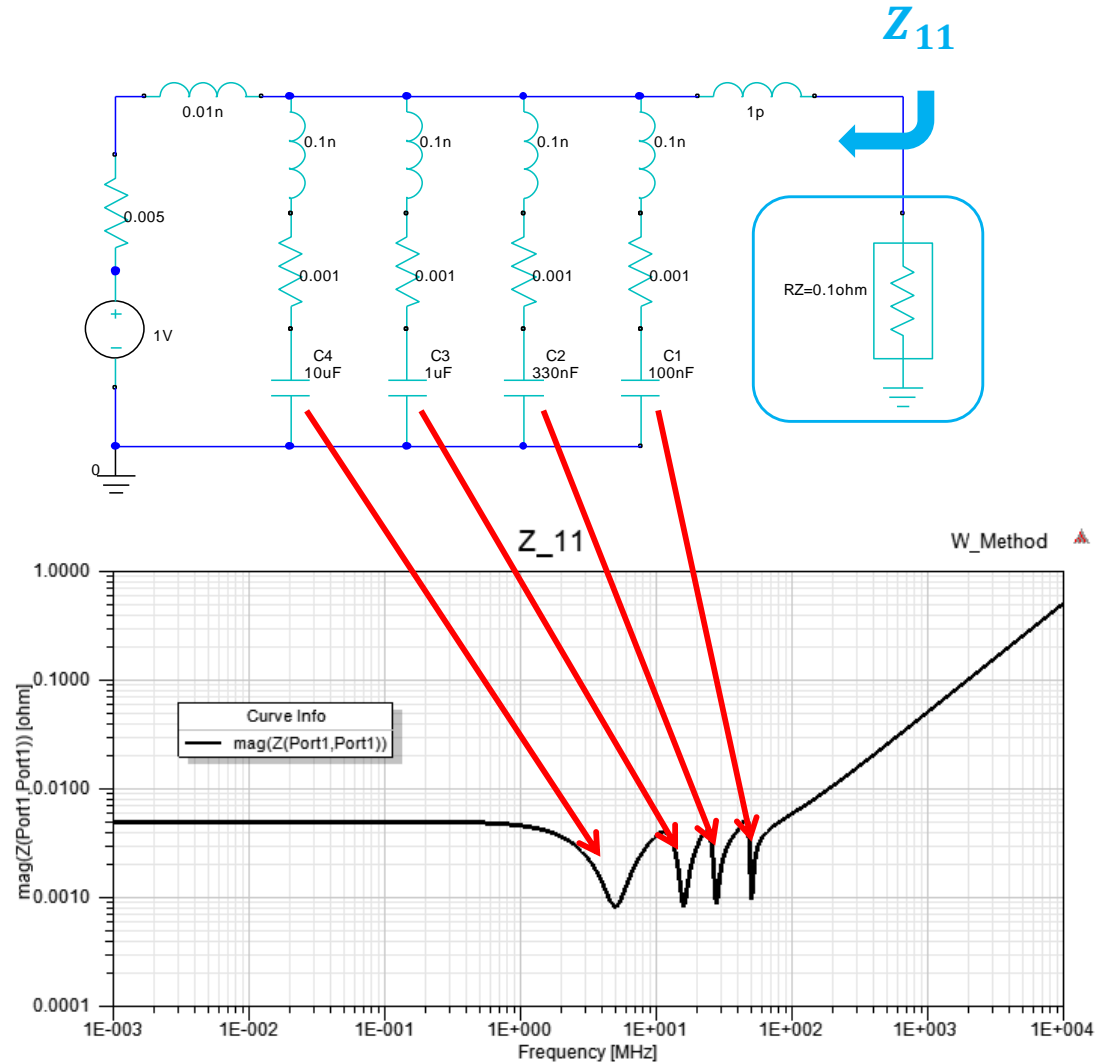 Z11
0.01n
1p
0.1n
0.1n
0.1n
0.1n
0.005
0.001
0.001
0.001
0.001
RZ=0.1ohm
+
−
1V
C4
10uF
C3
1uF
C2
330nF
C1
100nF
0
Z_11
W_Method
1.0000
0.1000
0.0100
0.0010
0.0001
mag(Z(Port1,Port1)) [ohm]
Curve Info
mag(Z(Port1,Port1))
1E-003
1E-002
1E-001
1E+000
1E+001
1E+002
1E+003
1E+004
Frequency [MHz]